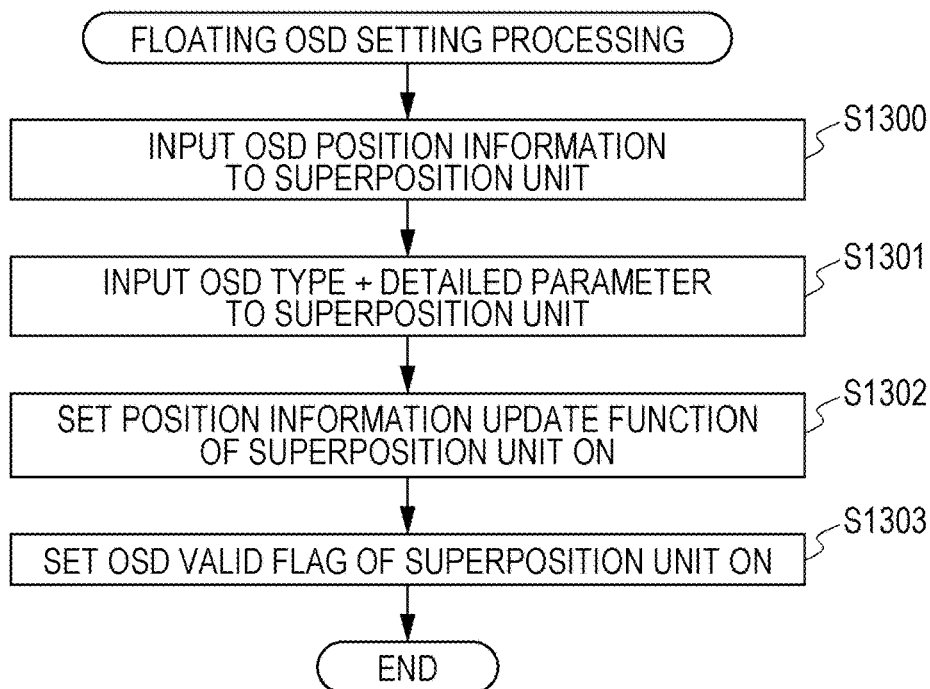 FLOATING OSD SETTING PROCESSING
S1300
INPUT OSD POSITION INFORMATION
TO SUPERPOSITION UNIT
S1301
INPUT OSD TYPE + DETAILED PARAMETER
TO SUPERPOSITION UNIT
S1302
SET POSITION INFORMATION UPDATE FUNCTION
OF SUPERPOSITION UNIT ON
S1303
SET OSD VALID FLAG OF SUPERPOSITION UNIT ON
END